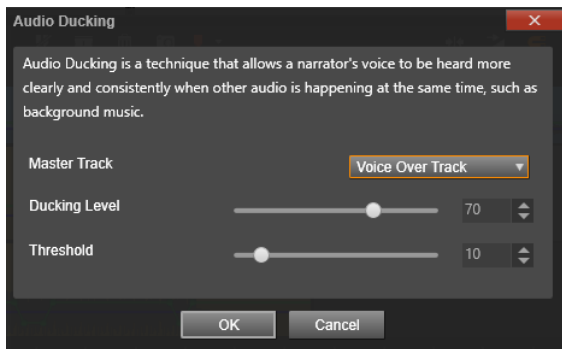 Audio Ducking
Audio Ducking is a technique that allows a narrator's voice to be heard more
clearly and consistently when other audio is happening at the same time, such as
background music.
Master Track Voice Over Track
Ducking Level 70
Threshold 10
OK Cancel